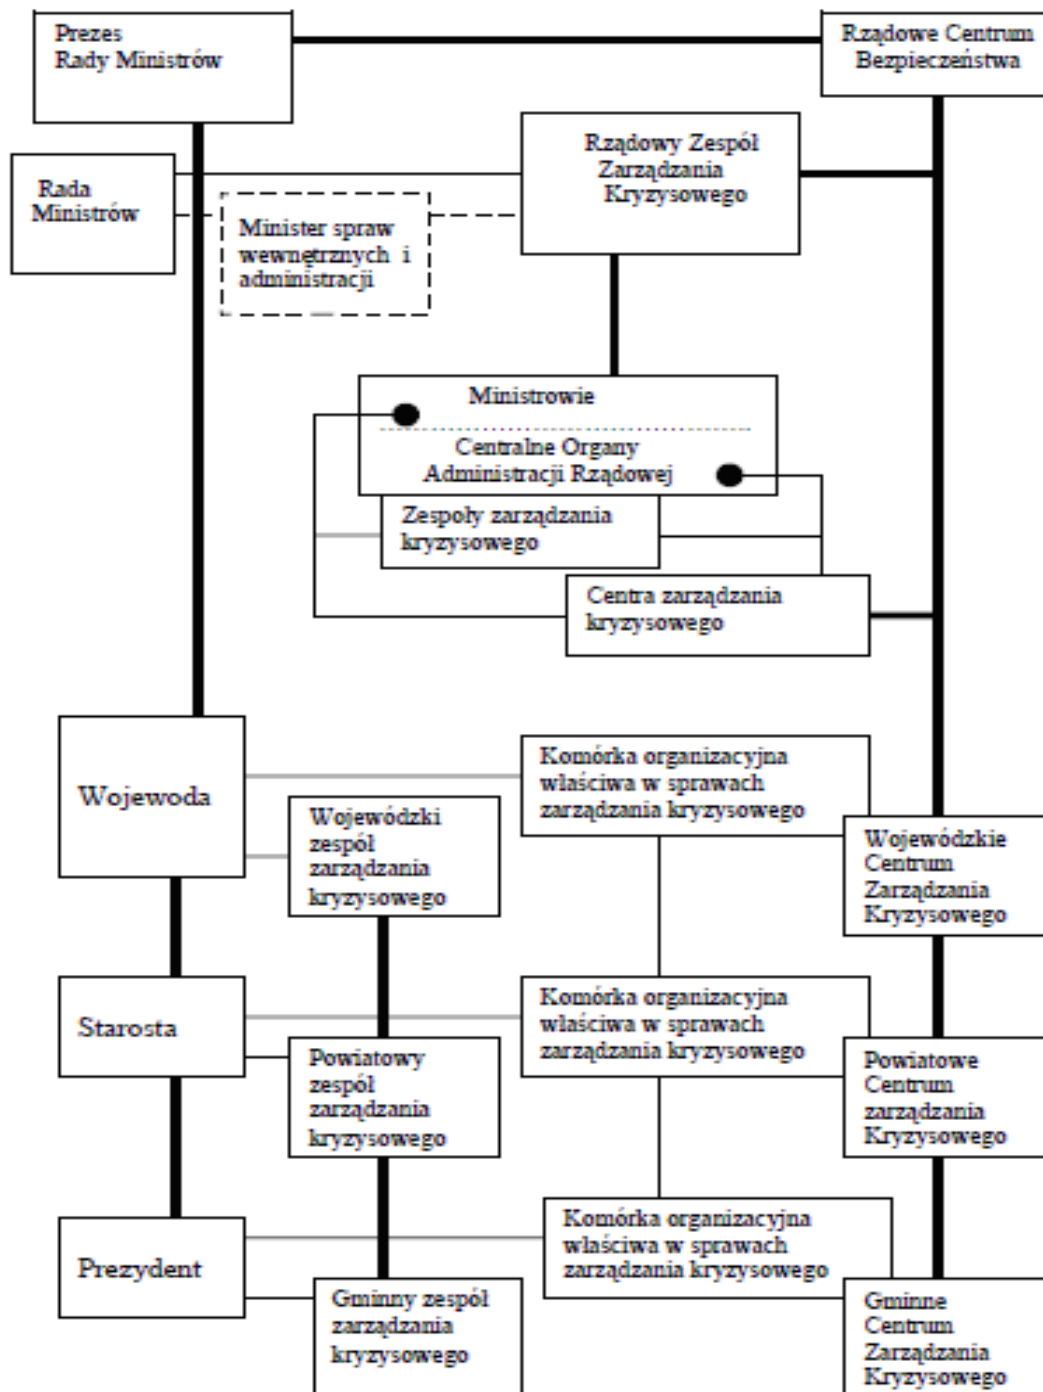 Prezes
Rady Ministrów
Rządowe Centrum
Bezpieczeństwa
Rządowy Zespół
Zarządzania
Kryzysowego
Rada
Ministrów
Minister spraw
wewnętrznych i
administracji
Ministrowie
Centralne Organy
Administracji Rządowej
Zespoły zarządzania
kryzysowego
Centra zarządzania
kryzysowego
Wojewoda
Komórka organizacyjna
właściwa w sprawach
zarządzania kryzysowego
Wojewódzki
zespół
zarządzania
kryzysowego
Wojewódzkie
Centrum
Zarządzania
Kryzysowego
Starosta
Komórka organizacyjna
właściwa w sprawach
zarządzania kryzysowego
Powiatowy
zespół
zarządzania
kryzysowego
Powiatowe
Centrum
zarządzania
Kryzysowego
Prezydent
Komórka organizacyjna
właściwa w sprawach
zarządzania kryzysowego
Gminny zespół
zarządzania
kryzysowego
Gminne
Centrum
Zarządzania
Kryzysowego